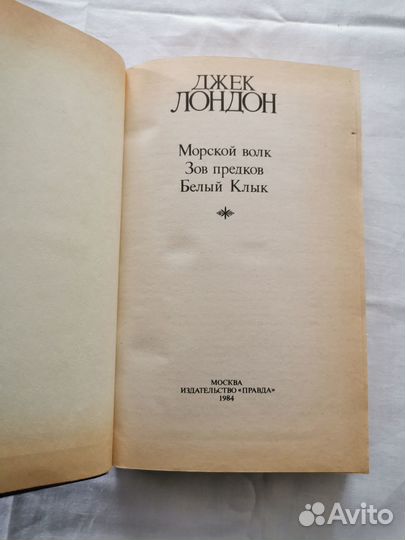 ДЖЕК
ЛОНДОН
Морской волк
Зов предков
Белый Клык
МОСКВА
ИЗДАТЕЛЬСТВО «ПРАВДА»
1984
Avito